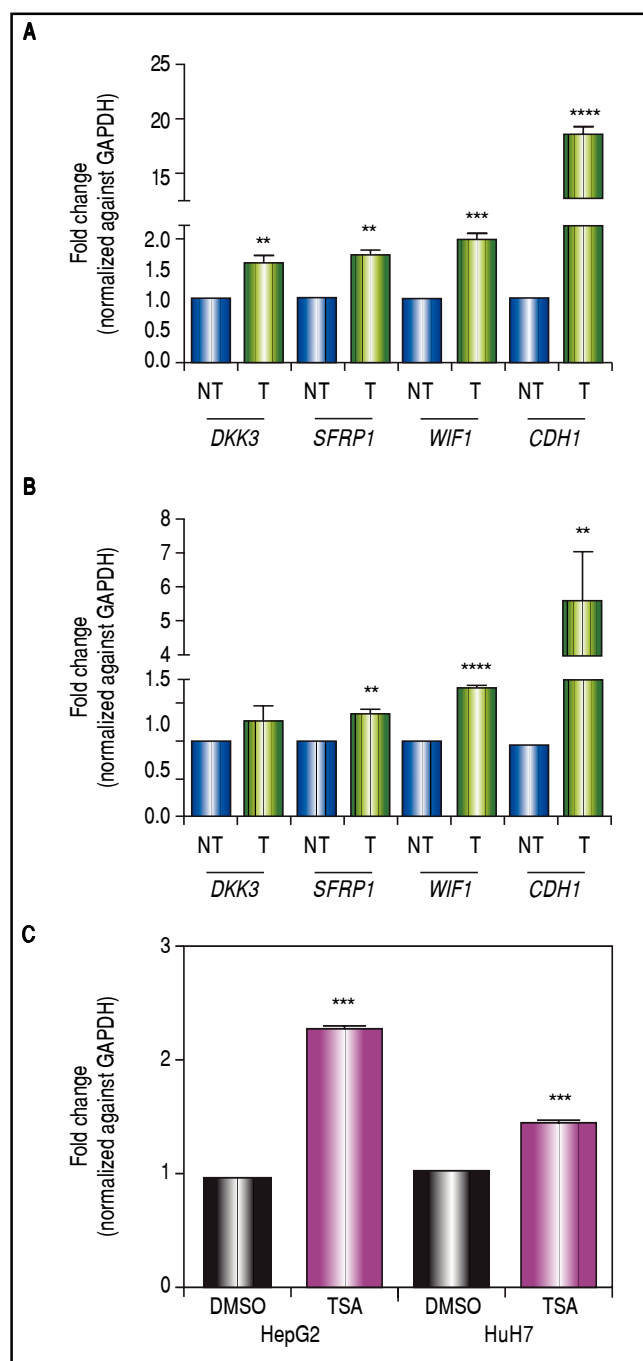 A
Fold change
(normalized against GAPDH)
25
20
15
2.0
1.5
1.0
0.5
0.0
** ** *** ****
NT T NT T NT T NT T
DKK3 SFRP1 WIF1 CDH1
B
Fold change
(normalized against GAPDH)
8
7
6
5
4
1.5
1.0
0.5
0.0
** **** **
NT T NT T NT T NT T
DKK3 SFRP1 WIF1 CDH1
C
Fold change
(normalized against GAPDH)
3
2
1
0
*** ***
DMSO TSA DMSO TSA
HepG2 HuH7